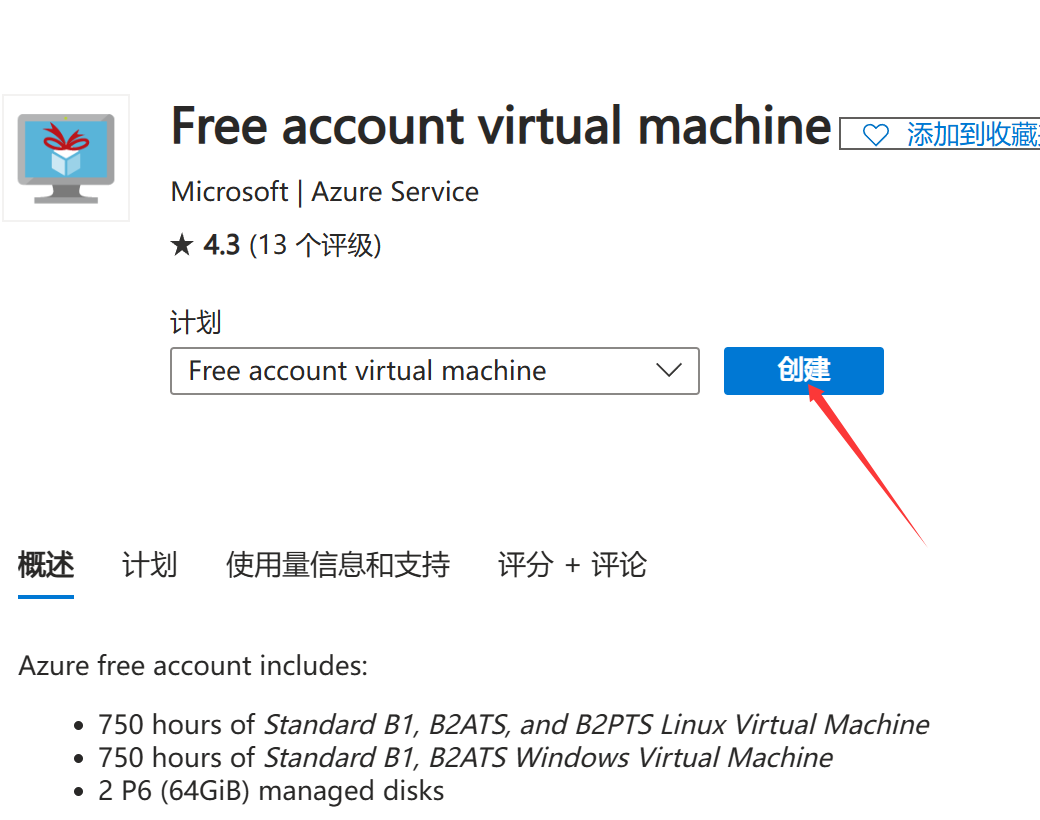 Free account virtual machine
添加到收藏
Microsoft | Azure Service
★ 4.3 (13 个评级)
计划
Free account virtual machine
创建
概述 计划 使用量信息和支持 评分 + 评论
Azure free account includes:
• 750 hours of Standard B1, B2ATS, and B2PTS Linux Virtual Machine
• 750 hours of Standard B1, B2ATS Windows Virtual Machine
• 2 P6 (64GiB) managed disks